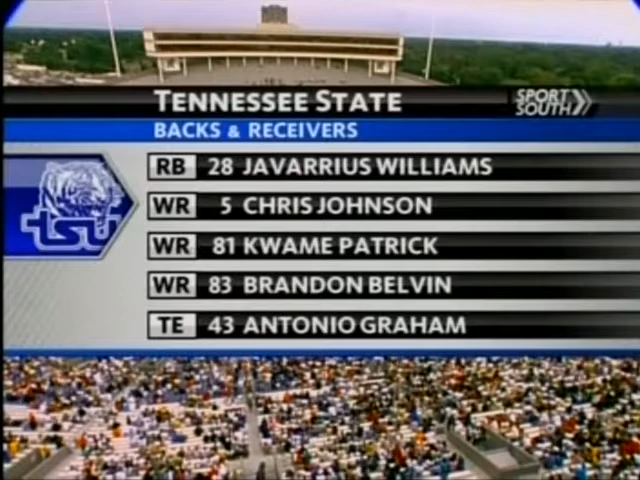 TENNESSEE STATE
SPORT
SOUTH
BACKS & RECEIVERS
tsu
RB 28 JAVARRIUS WILLIAMS
WR 5 CHRIS JOHNSON
WR 81 KWAME PATRICK
WR 83 BRANDON BELVIN
TE 43 ANTONIO GRAHAM